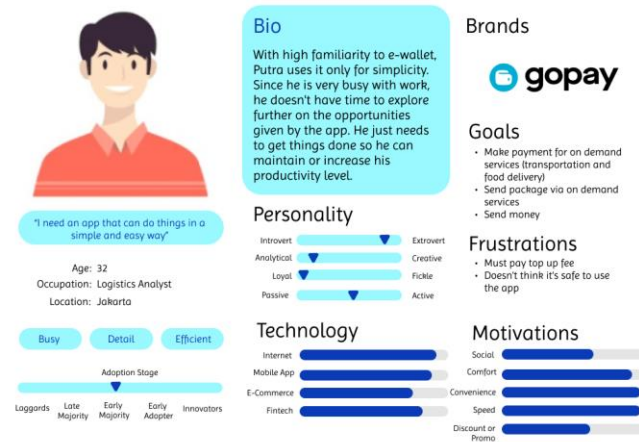 "I need an app that can do things in a
simple and easy way"
Age: 32
Ocupation: Logistics Analyst
Location: Jakarta
Busy
Detail
Efficient
Adoption Stage
Laggards
Late
Majority
Early
Majority
Early
Adopter
Innovators
Bio
With high familiarity to e-wallet,
Putra uses it only for simplicity.
Since he is very busy with work,
he doesn't have time to explore
further on the opportunities
given by the app. He just needs
to get things done so he can
maintain or increase his
productivity level.
Personality
Introvert Extrovert
Analytical Creative
Loyal Fickle
Passive Active
Technology
Internet
Mobile App
E-Commerce
Fintech
Brands
gopay
Goals
• Make payment for on demand
services (transportation and
food delivery)
• Send package via on demand
services
• Send money
Frustrations
• Must pay top up fee
• Doesn't think it's safe to use
the app
Motivations
Social
Comfort
Convenience
Speed
Discount or
Promo